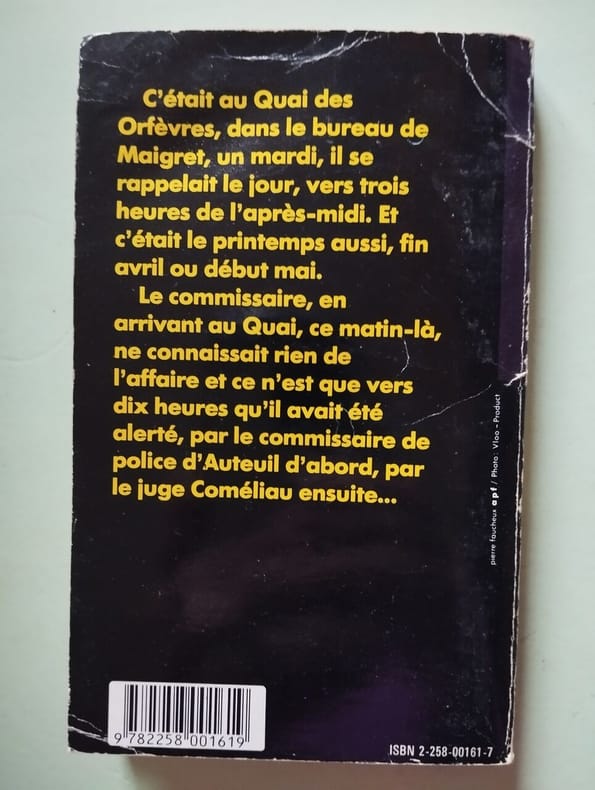 C'était au Quai des
Orfèvres, dans le bureau de
Maigret, un mardi, il se
rappelait le jour, vers trois
heures de l'après-midi. Et
c'était le printemps aussi, fin
avril ou début mai.
Le commissaire, en
arrivant au Quai, ce matin-là,
ne connaissait rien de
l'affaire et ce n'est que vers
dix heures qu'il avait été
alerté, par le commissaire de
police d'Auteuil d'abord, par
le juge Coméliau ensuite...
pierre faucheux apf / Photo : Vloo - Product
9 782258 001619
ISBN 2-258-00161-7